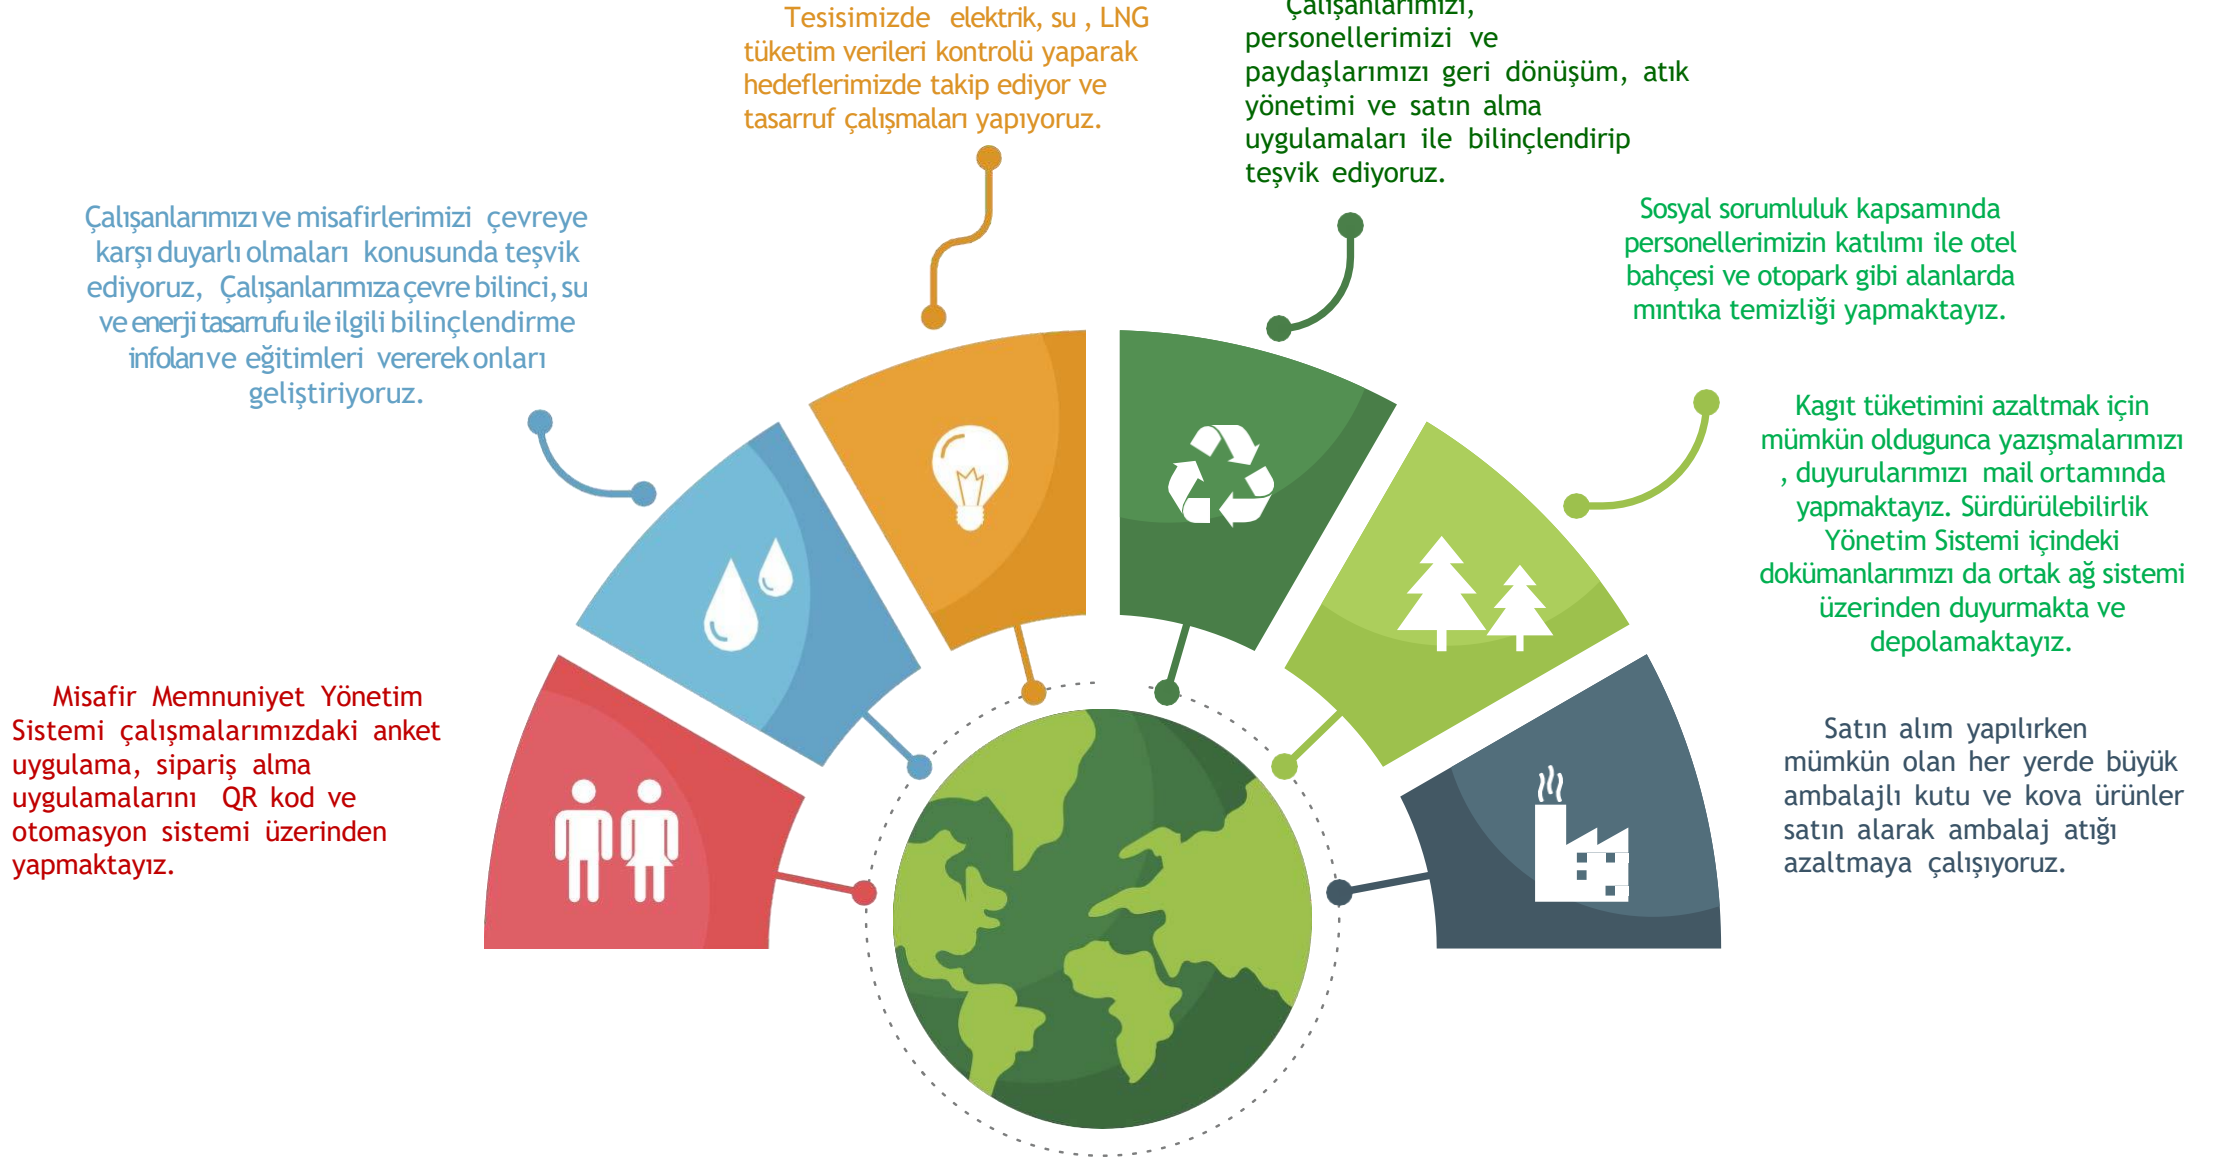 Tesisimizde elektrik, su , LNG
tüketim verileri kontrolü yaparak
hedeflerimizde takip ediyor ve
tasarruf çalışmaları yapıyoruz.
Çalışanlarımızı,
personellerimizi ve
paydaşlarımızı geri dönüşüm, atık
yönetimi ve satın alma
uygulamaları ile bilinçlendirip
teşvik ediyoruz.
Çalışanlarımızı ve misafirlerimizi çevreye
karşı duyarlı olmaları konusunda teşvik
ediyoruz, Çalışanlarımıza çevre bilinci, su
ve enerji tasarrufu ile ilgili bilinçlendirme
infoları ve eğitimleri vererek onları
geliştiriyoruz.
Sosyal sorumluluk kapsamında
personellerimizin katılımı ile otel
bahçesi ve otopark gibi alanlarda
mıntıka temizliği yapmaktayız.
Kagıt tüketimini azaltmak için
mümkün oldugunca yazışmalarımızı
, duyurularımızı mail ortamında
yapmaktayız. Sürdürülebilirlik
Yönetim Sistemi içindeki
dokümanlarımızı da ortak ağ sistemi
üzerinden duyurmakta ve
depolamaktayız.
Misafir Memnuniyet Yönetim
Sistemi çalışmalarımızdaki anket
uygulama, sipariş alma
uygulamalarını QR kod ve
otomasyon sistemi üzerinden
yapmaktayız.
Satın alım yapılırken
mümkün olan her yerde büyük
ambalajlı kutu ve kova ürünler
satın alarak ambalaj atığı
azaltmaya çalışıyoruz.